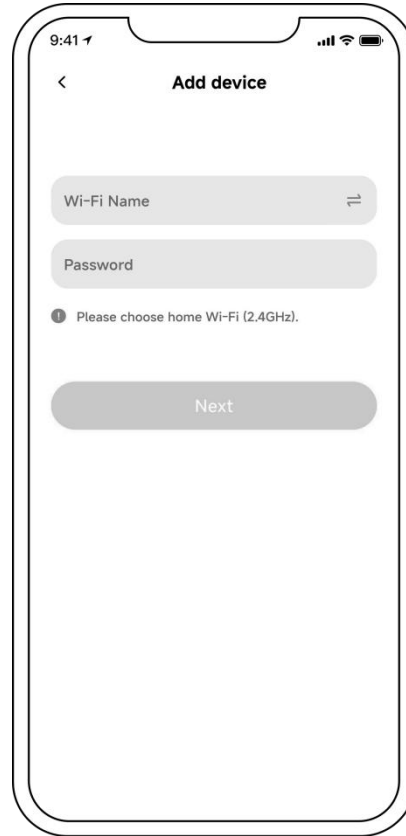 9:41
Add device
Wi-Fi Name
Password
Please choose home Wi-Fi (2.4GHz).
Next